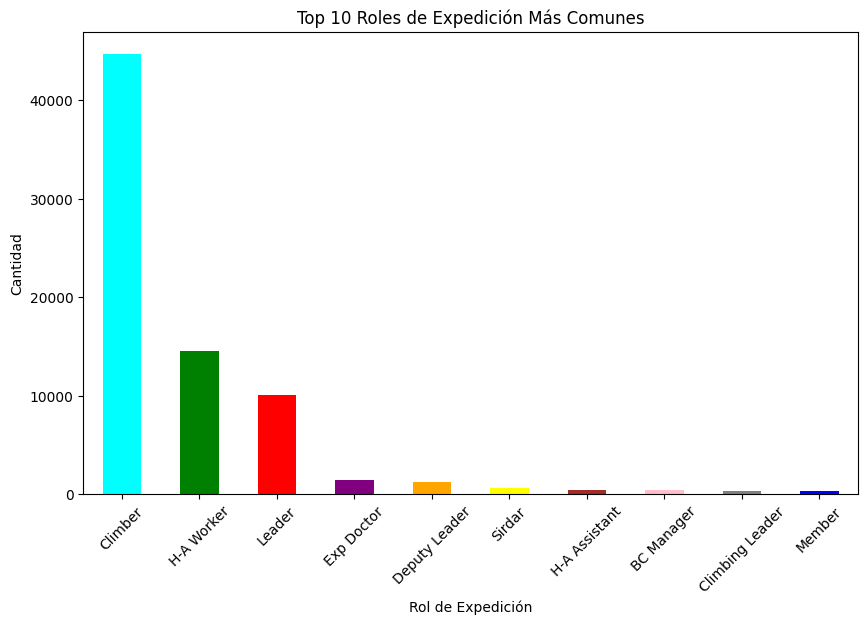 Top 10 Roles de Expedición Más Comunes
Cantidad
40000
30000
20000
10000
0
Climber
H-A Worker
Leader
Exp Doctor
Deputy Leader
Sirdar
H-A Assistant
BC Manager
Climbing Leader
Member
Rol de Expedición